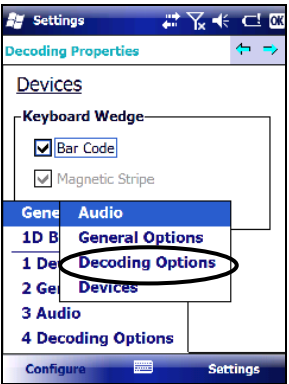 Settings
Decoding Properties
Devices
Keyboard Wedge
Bar Code
Magnetic Stripe
Gene
Audio
1D B
General Options
1 De
Decoding Options
2 Ge
Devices
3 Audio
4 Decoding Options
Configure
Settings